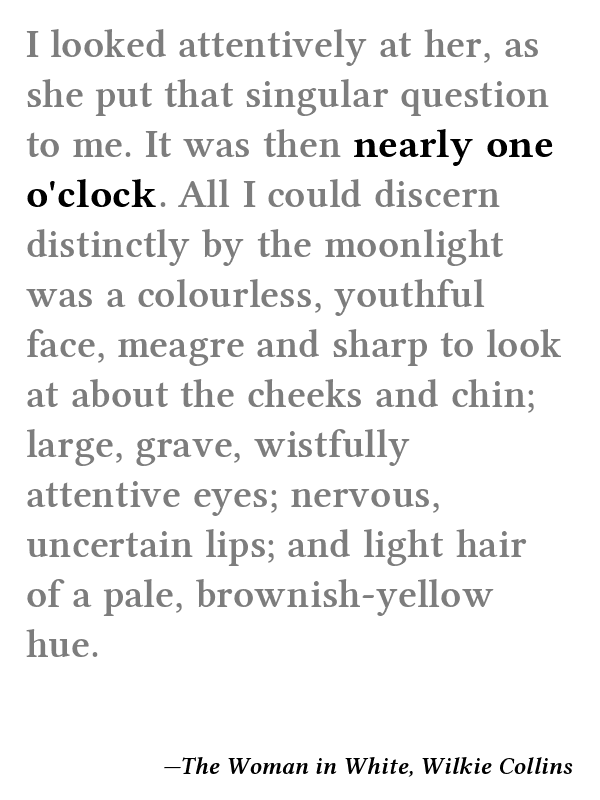 I looked attentively at her, as
she put that singular question
to me. It was then nearly one
o'clock. All I could discern
distinctly by the moonlight
was a colourless, youthful
face, meagre and sharp to look
at about the cheeks and chin;
large, grave, wistfully
attentive eyes; nervous,
uncertain lips; and light hair
of a pale, brownish-yellow
hue.
—The Woman in White, Wilkie Collins